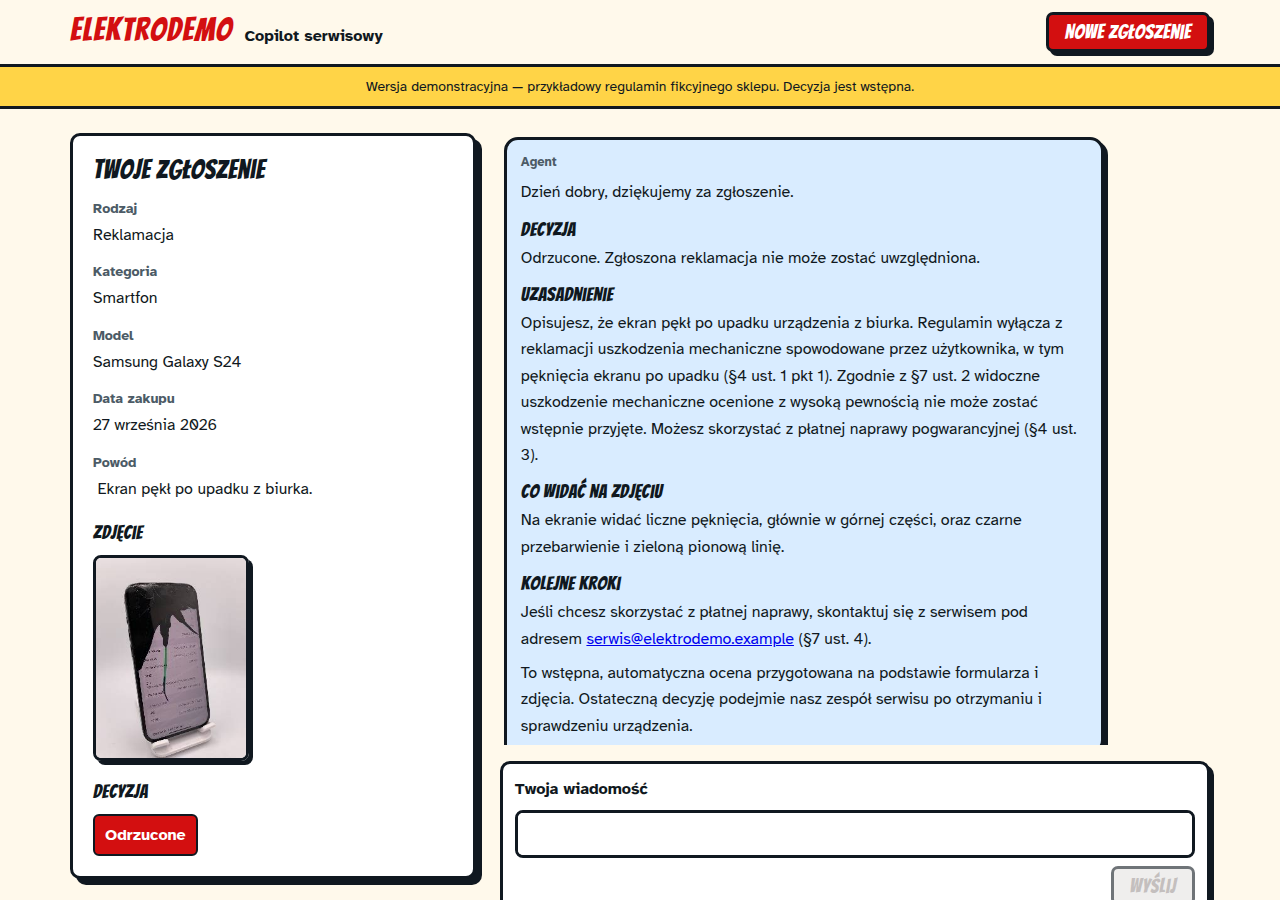 ELEKTRODEMO Copilot serwisowy
NOWE ZGŁOSZENIE
Wersja demonstracyjna — przykładowy regulamin fikcyjnego sklepu. Decyzja jest wstępna.
TWOJE ZGŁOSZENIE
Rodzaj
Reklamacja
Kategoria
Smartfon
Model
Samsung Galaxy S24
Data zakupu
27 września 2026
Powód
Ekran pękł po upadku z biurka.
ZDJĘCIE
DECYZJA
Odrzucone
Agent
Dzień dobry, dziękujemy za zgłoszenie.
DECYZJA
Odrzucone. Zgłoszona reklamacja nie może zostać uwzględniona.
UZASADNIENIE
Opisujesz, że ekran pękł po upadku urządzenia z biurka. Regulamin wyłącza z
reklamacji uszkodzenia mechaniczne spowodowane przez użytkownika, w tym
pęknięcia ekranu po upadku (§4 ust. 1 pkt 1). Zgodnie z §7 ust. 2 widoczne
uszkodzenie mechaniczne ocenione z wysoką pewnością nie może zostać
wstępnie przyjęte. Możesz skorzystać z płatnej naprawy pogwarancyjnej (§4 ust.
3).
CO WIDAĆ NA ZDJĘCIU
Na ekranie widać liczne pęknięcia, głównie w górnej części, oraz czarne
przebarwienie i zieloną pionową linię.
KOLEJNE KROKI
Jeśli chcesz skorzystać z płatnej naprawy, skontaktuj się z serwisem pod
adresem serwis@elektrodemo.example (§7 ust. 4).
To wstępna, automatyczna ocena przygotowana na podstawie formularza i
zdjęcia. Ostateczną decyzję podejmie nasz zespół serwisu po otrzymaniu i
sprawdzeniu urządzenia.
Twoja wiadomość
WYŚLIJ